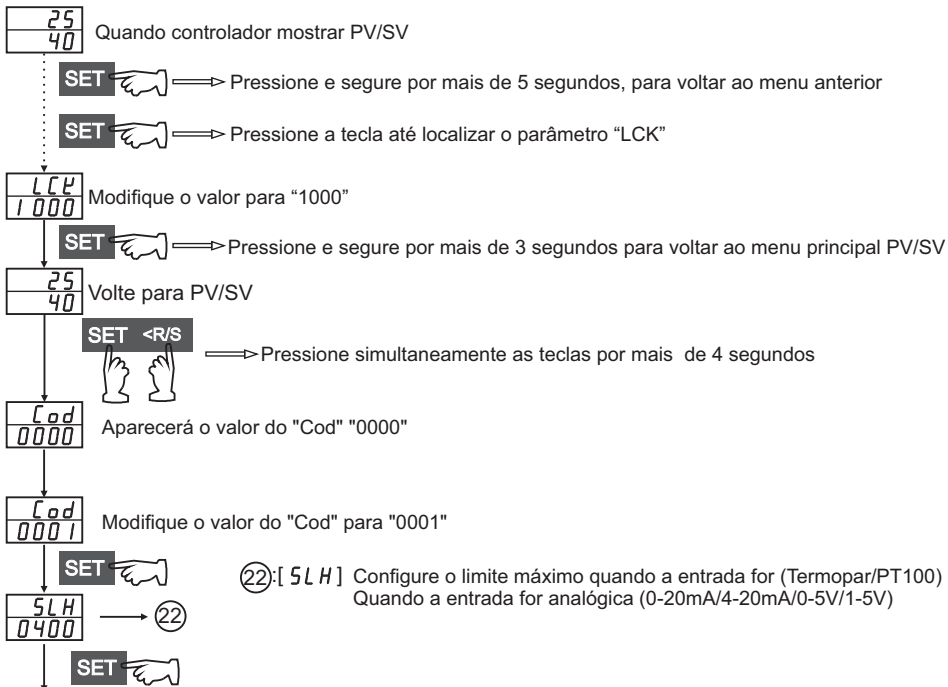 25
40
Quando controlador mostrar PV/SV
SET
Pressione e segure por mais de 5 segundos, para voltar ao menu anterior
SET
Pressione a tecla até localizar o parâmetro “LCK”
LCK
1000
Modifique o valor para “1000”
SET
Pressione e segure por mais de 3 segundos para voltar ao menu principal PV/SV
25
40
Volte para PV/SV
SET <R/S
Pressione simultaneamente as teclas por mais de 4 segundos
Cod
0000
Aparecerá o valor do "Cod" "0000"
Cod
0001
Modifique o valor do "Cod" para "0001"
SET
22:[ SLH ] Configure o limite máximo quando a entrada for (Termopar/PT100)
Quando a entrada for analógica (0-20mA/4-20mA/0-5V/1-5V)
SLH
0400
22
SET